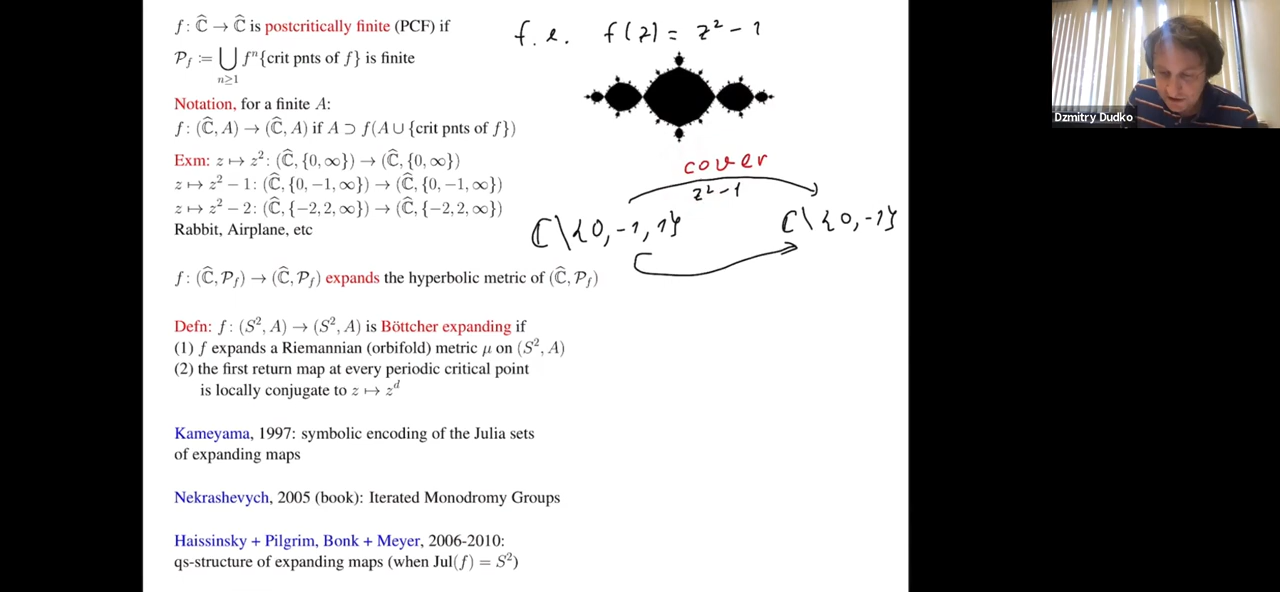 f: Ĉ → Ĉ is postcritically finite (PCF) if
𝒫_f := ⋃_{n≥1} fⁿ{crit pnts of f} is finite
Notation, for a finite A:
f: (Ĉ, A) → (Ĉ, A) if A ⊃ f(A ∪ {crit pnts of f})
Exm: z ↦ z²: (Ĉ, {0, ∞}) → (Ĉ, {0, ∞})
z ↦ z² − 1: (Ĉ, {0, −1, ∞}) → (Ĉ, {0, −1, ∞})
z ↦ z² − 2: (Ĉ, {−2, 2, ∞}) → (Ĉ, {−2, 2, ∞})
Rabbit, Airplane, etc
f: (Ĉ, 𝒫_f) → (Ĉ, 𝒫_f) expands the hyperbolic metric of (Ĉ, 𝒫_f)
Defn: f: (S², A) → (S², A) is Böttcher expanding if
(1) f expands a Riemannian (orbifold) metric μ on (S², A)
(2) the first return map at every periodic critical point
is locally conjugate to z ↦ z^d
Kameyama, 1997: symbolic encoding of the Julia sets
of expanding maps
Nekrashevych, 2005 (book): Iterated Monodromy Groups
Haissinsky + Pilgrim, Bonk + Meyer, 2006-2010:
qs-structure of expanding maps (when Jul(f) = S²)
f.e. f(z) = z² − 1
cover
z² − 1
ℂ \ {0, −1, 1} ℂ \ {0, −1}
Dzmitry Dudko